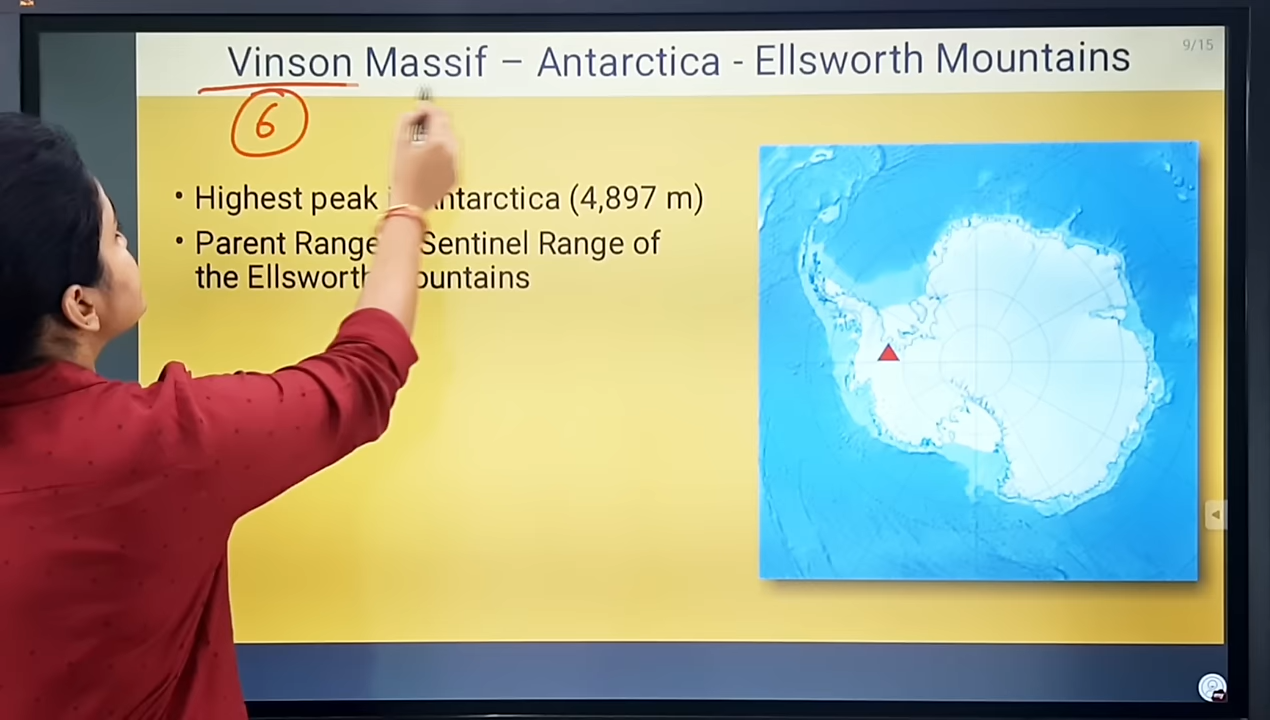 Vinson Massif – Antarctica - Ellsworth Mountains
9/15
6
• Highest peak Antarctica (4,897 m)
• Parent Range Sentinel Range of
the Ellsworth ountains